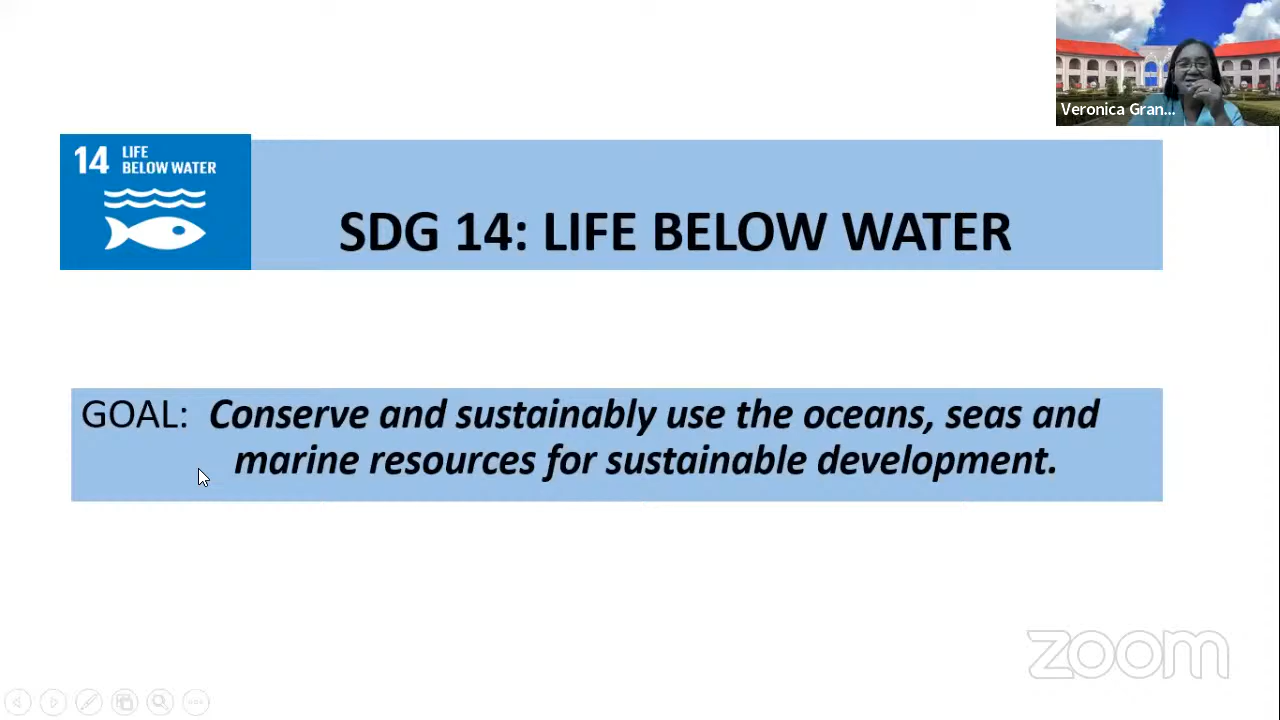 Veronica Gran...
14 LIFE
BELOW WATER
SDG 14: LIFE BELOW WATER
GOAL: Conserve and sustainably use the oceans, seas and
marine resources for sustainable development.
zoom